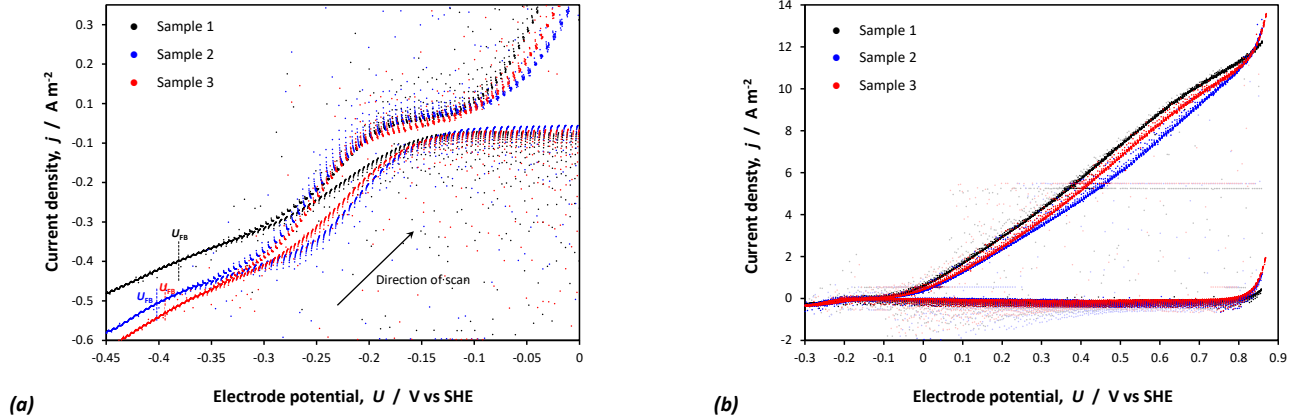 0.3
0.2
0.1
-0.1
-0.2
-0.3
-0.4
-0.5
-0.6
Current density, j / A m-2
Sample 1
Sample 2
Sample 3
UFB
UFB
UFB
Direction of scan
-0.45 -0.4 -0.35 -0.3 -0.25 -0.2 -0.15 -0.1 -0.05 0
Electrode potential, U / V vs SHE
(a)
14
12
10
8
6
4
2
0
-2
Current density, j / A m-2
Sample 1
Sample 2
Sample 3
-0.3 -0.2 -0.1 0 0.1 0.2 0.3 0.4 0.5 0.6 0.7 0.8 0.9
Electrode potential, U / V vs SHE
(b)